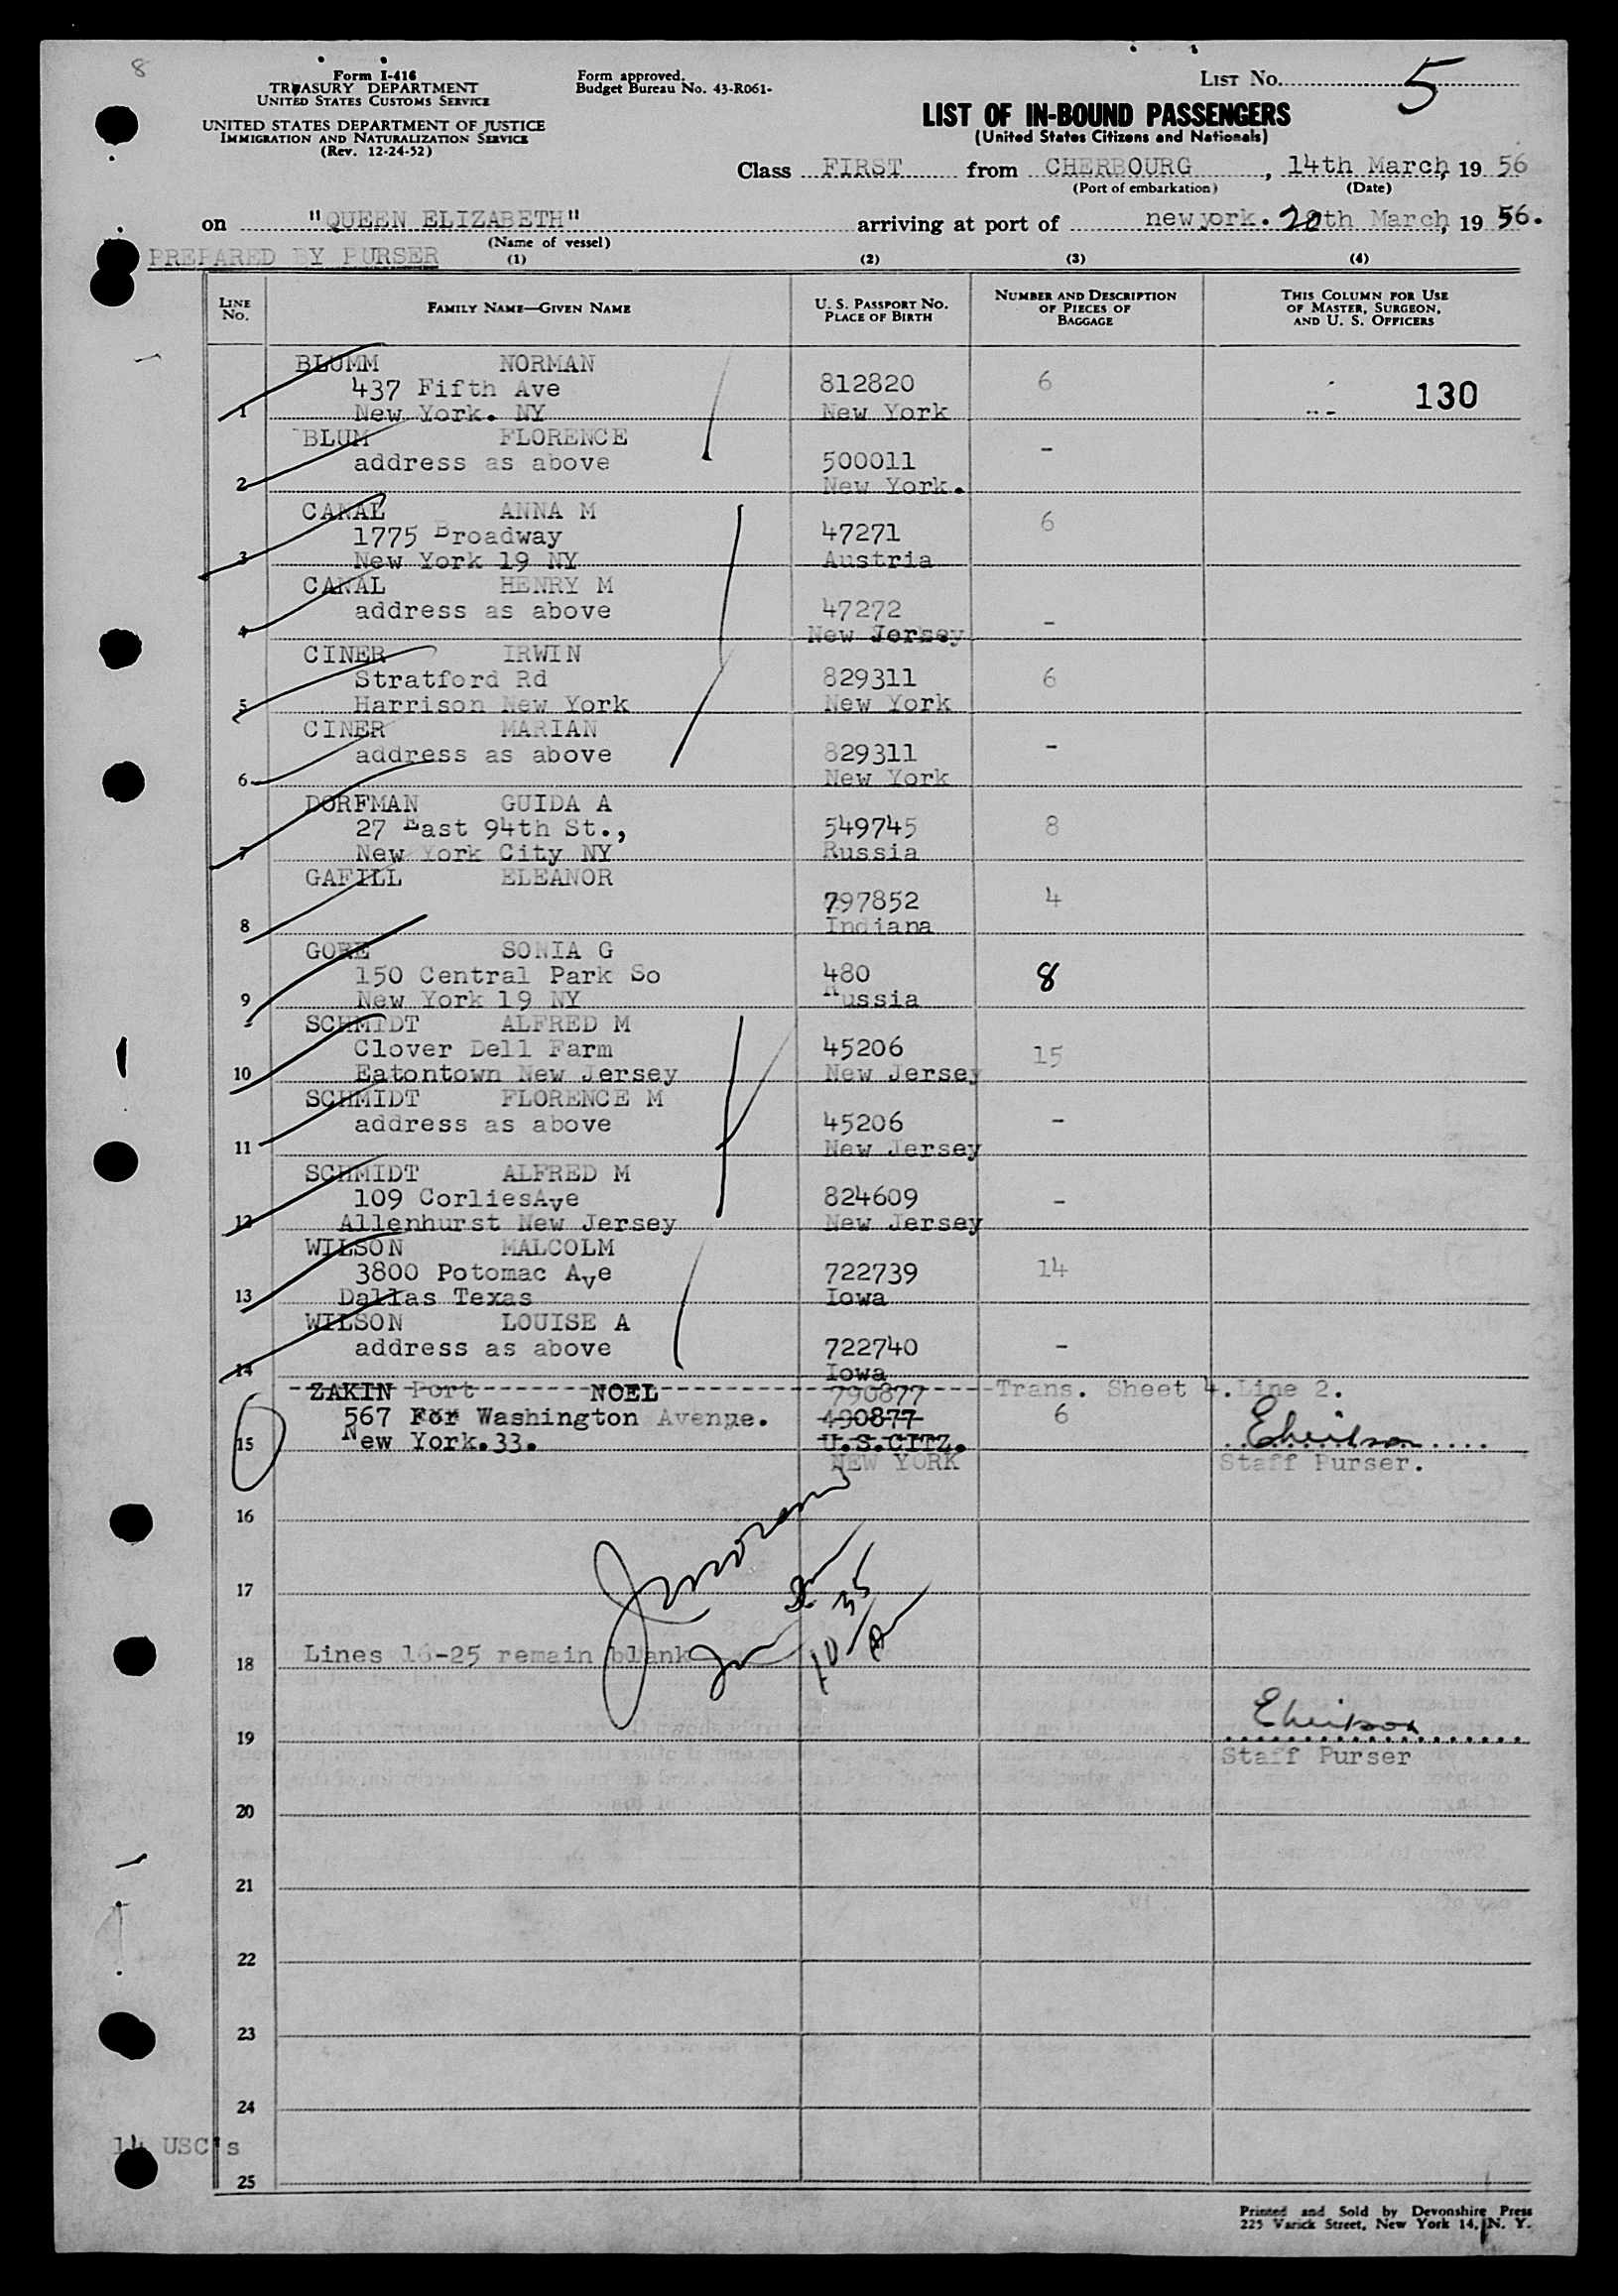 8
Form I-416
TREASURY DEPARTMENT
UNITED STATES CUSTOMS SERVICE
UNITED STATES DEPARTMENT OF JUSTICE
IMMIGRATION AND NATURALIZATION SERVICE
(Rev. 12-24-52)
Form approved.
Budget Bureau No. 43-R061-
LIST No. 5
LIST OF IN-BOUND PASSENGERS
(United States Citizens and Nationals)
Class FIRST from CHERBOURG, 14th March, 19 56
(Port of embarkation) (Date)
on "QUEEN ELIZABETH" arriving at port of new york. 20th March, 19 56.
(Name of vessel)
PREPARED BY PURSER
(1) (2) (3) (4)
LINE No. FAMILY NAME—GIVEN NAME U. S. PASSPORT NO. PLACE OF BIRTH NUMBER AND DESCRIPTION OF PIECES OF BAGGAGE THIS COLUMN FOR USE OF MASTER, SURGEON, AND U. S. OFFICERS
BLUMM NORMAN
437 Fifth Ave 812820 6 130
1 New York. NY New York
BLUM FLORENCE
address as above 500011 -
2 New York.
CANAL ANNA M
1775 Broadway 47271 6
3 New York 19 NY Austria
CANAL HENRY M
address as above 47272 -
4 New Jersey
CINER IRWIN
Stratford Rd 829311 6
5 Harrison New York New York
CINER MARIAN
address as above 829311 -
6 New York
DORFMAN GUIDA A
27 East 94th St., 549745 8
7 New York City NY Russia
GAFILL ELEANOR
797852 4
8 Indiana
GORE SONIA G
150 Central Park So 480 8
9 New York 19 NY Russia
SCHMIDT ALFRED M
Clover Dell Farm 45206 15
10 Eatontown New Jersey New Jersey
SCHMIDT FLORENCE M
address as above 45206 -
11 New Jersey
SCHMIDT ALFRED M
109 CorliesAve 824609 -
12 Allenhurst New Jersey New Jersey
WILSON MALCOLM
3800 Potomac Ave 722739 14
13 Dallas Texas Iowa
WILSON LOUISE A
address as above 722740 -
14 Iowa
ZAKIN Port NOEL 790877 Trans. Sheet 4. Line 2.
567 For Washington Avenue. 490877 6
15 New York.33. U.S.CITZ.
NEW YORK Staff Purser.
16
17
10 35
18 Lines 16-25 remain blank
19
Staff Purser
20
21
22
23
24
14 USC's
25
Printed and Sold by Devonshire Press
225 Varick Street, New York 14, N. Y.